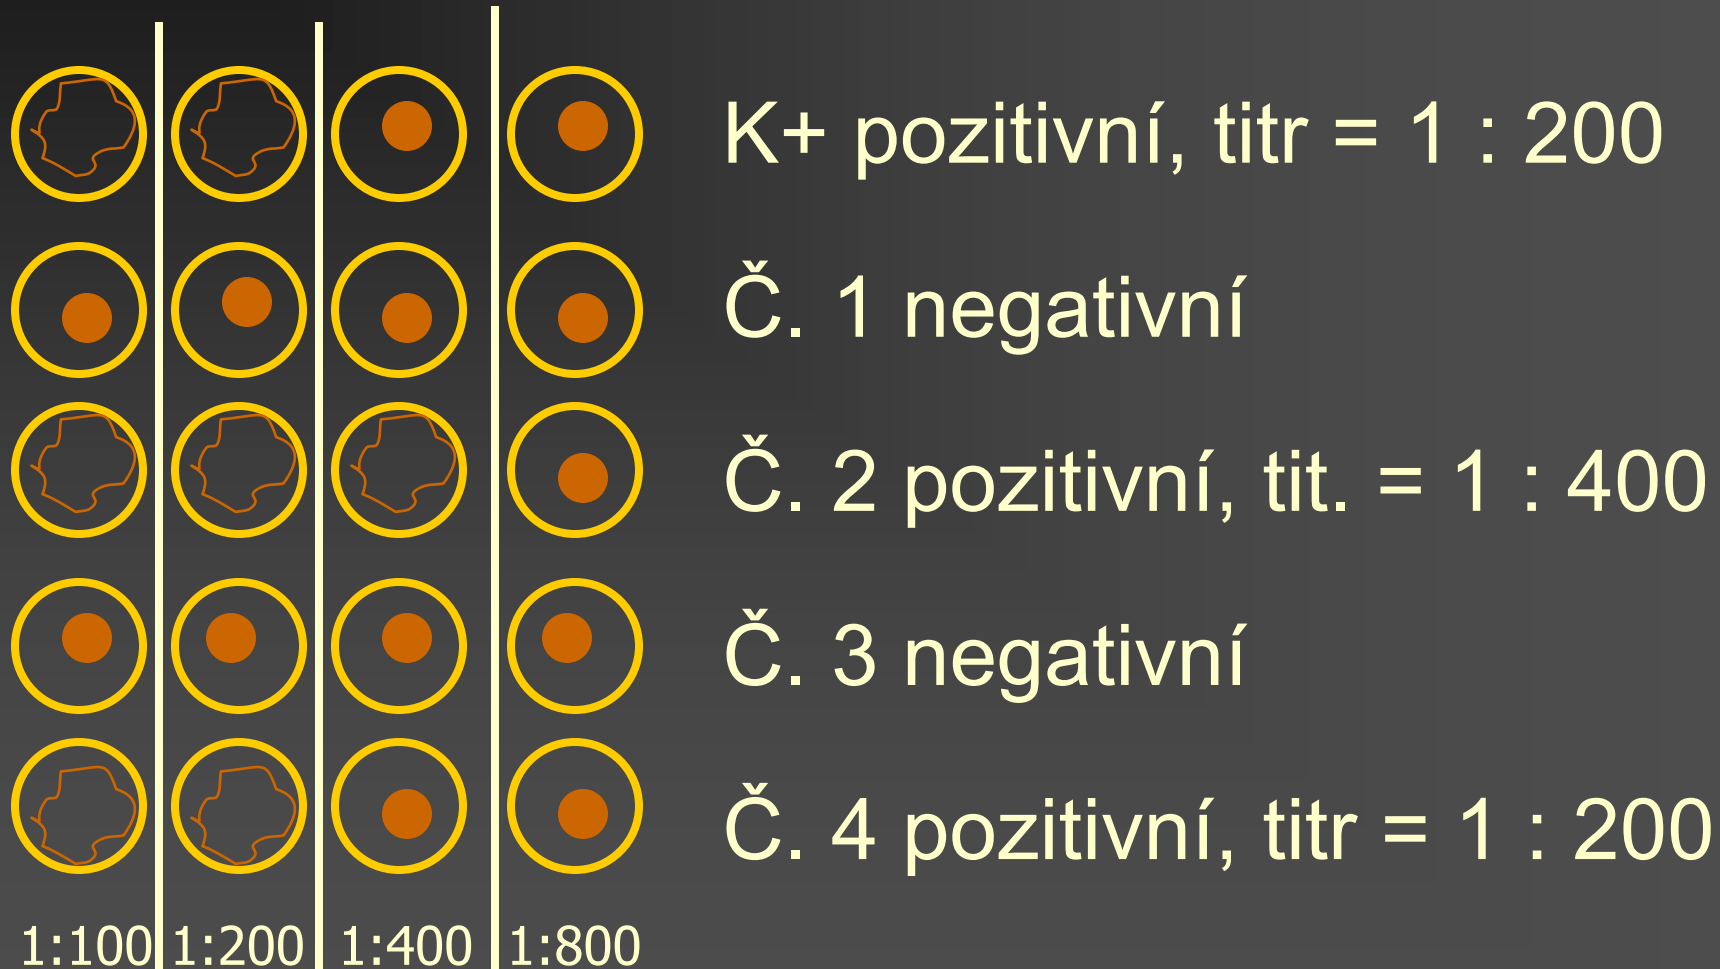 K+ pozitivní, titr = 1 : 200
Č. 1 negativní
Č. 2 pozitivní, tit. = 1 : 400
Č. 3 negativní
Č. 4 pozitivní, titr = 1 : 200
1:100 1:200 1:400 1:800